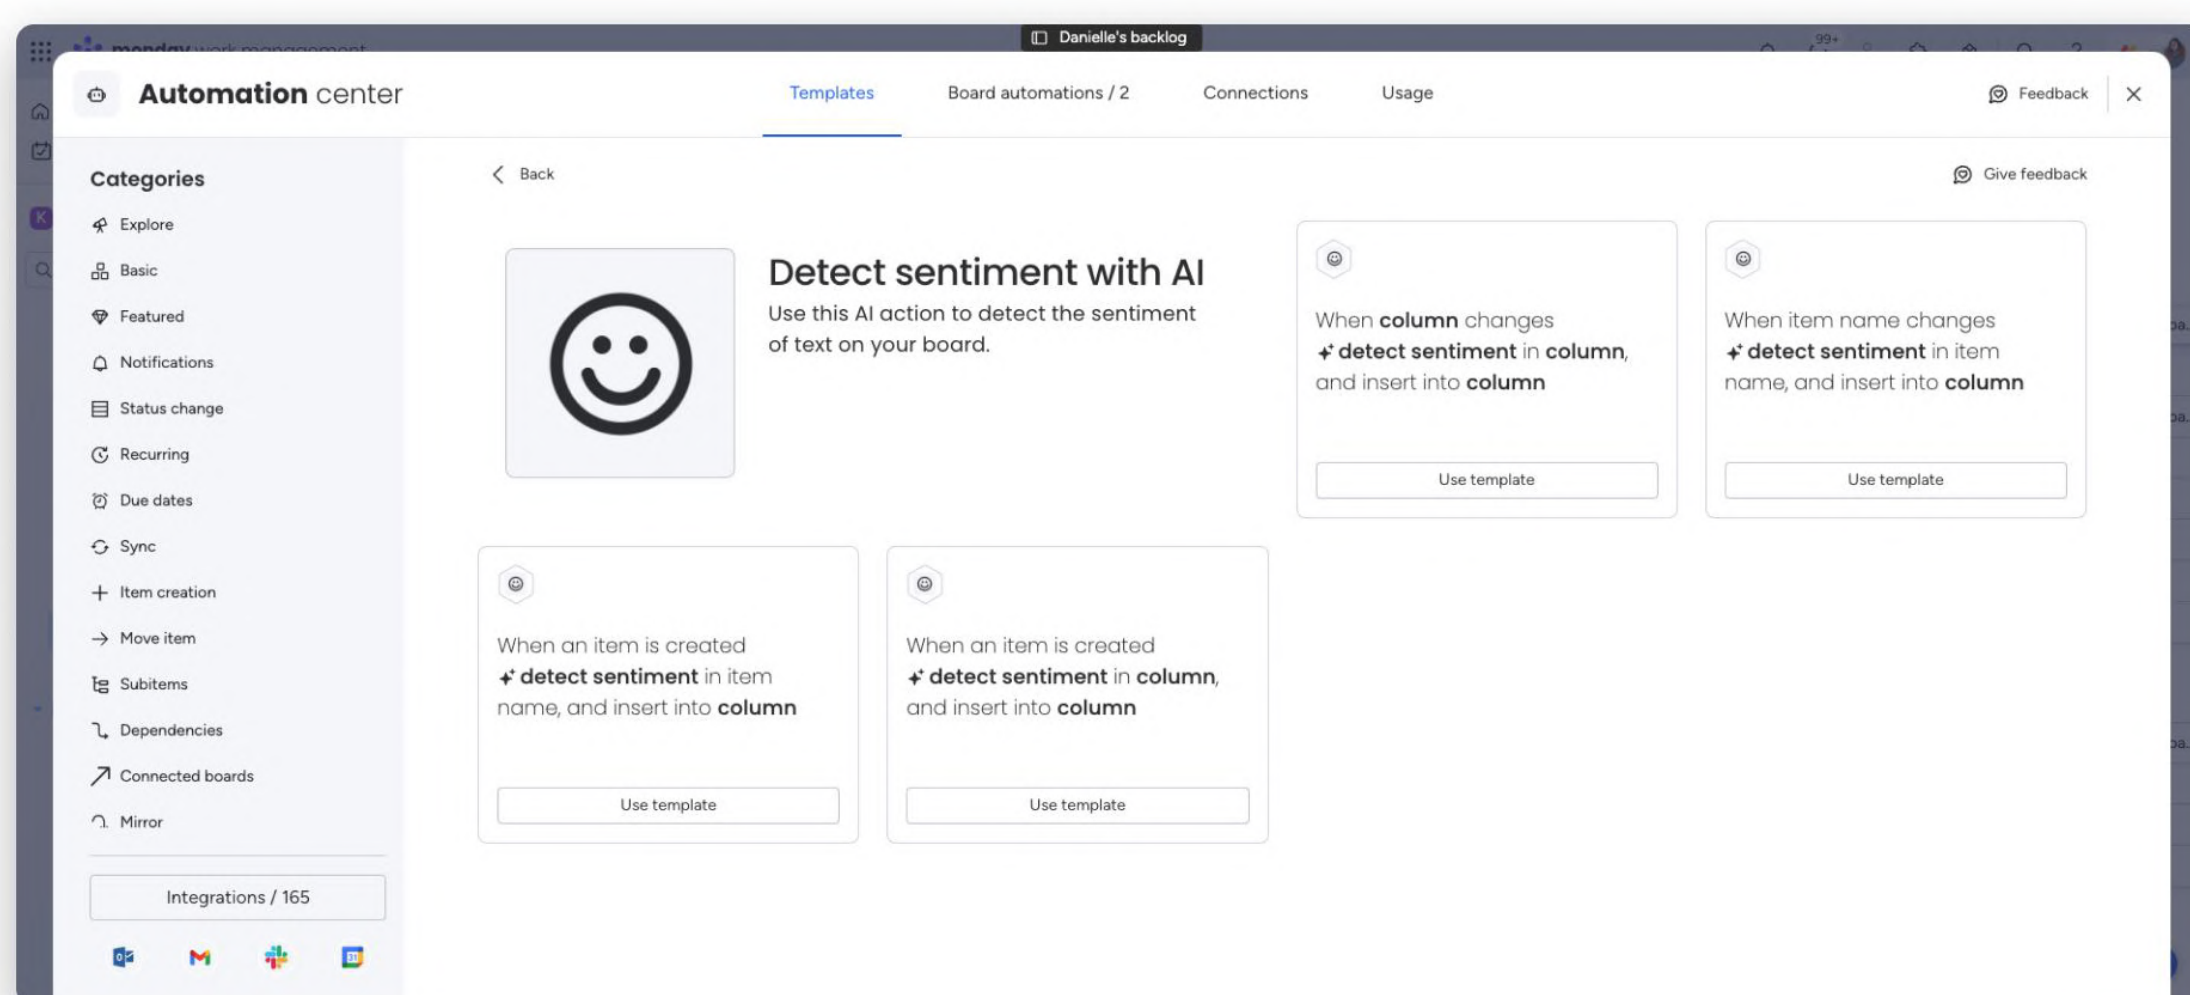 Danielle's backlog
monday work management
99+
Automation center
Templates
Board automations / 2
Connections
Usage
Feedback
Categories
Explore
Basic
Featured
Notifications
Status change
Recurring
Due dates
Sync
Item creation
Move item
Subitems
Dependencies
Connected boards
Mirror
Integrations / 165
31
K
Back
Give feedback
Detect sentiment with AI
Use this AI action to detect the sentiment
of text on your board.
When column changes
detect sentiment in column,
and insert into column
Use template
When item name changes
detect sentiment in item
name, and insert into column
Use template
When an item is created
detect sentiment in item
name, and insert into column
Use template
When an item is created
detect sentiment in column,
and insert into column
Use template